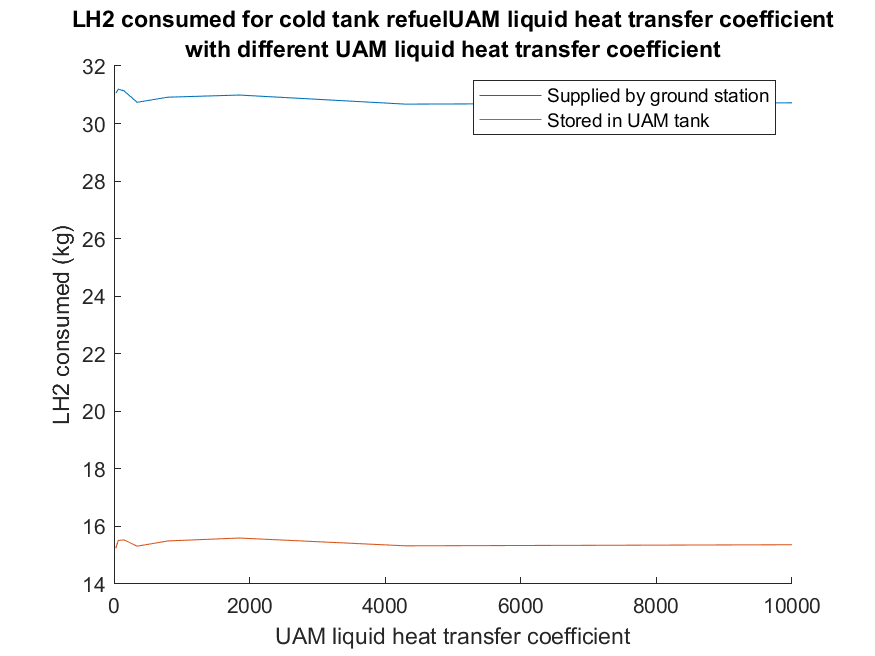 LH2 consumed for cold tank refuelUAM liquid heat transfer coefficient
with different UAM liquid heat transfer coefficient
32
30
28
26
24
22
20
18
16
14
LH2 consumed (kg)
Supplied by ground station
Stored in UAM tank
0
2000
4000
6000
8000
10000
UAM liquid heat transfer coefficient